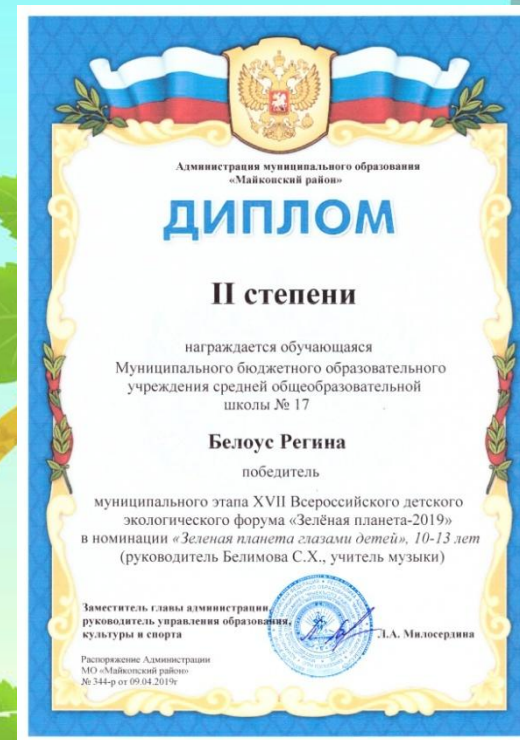 Администрация муниципального образования
«Майкопский район»
ДИПЛОМ
II степени
награждается обучающаяся
Муниципального бюджетного образовательного
учреждения средней общеобразовательной
школы № 17
Белоус Регина
победитель
муниципального этапа XVII Всероссийского детского
экологического форума «Зелёная планета-2019»
в номинации «Зеленая планета глазами детей», 10-13 лет
(руководитель Белимова С.Х., учитель музыки)
Заместитель главы администрации,
руководитель управления образования,
культуры и спорта
Л.А. Милосердина
Распоряжение Администрации
МО «Майкопский район»
№ 344-р от 09.04.2019г